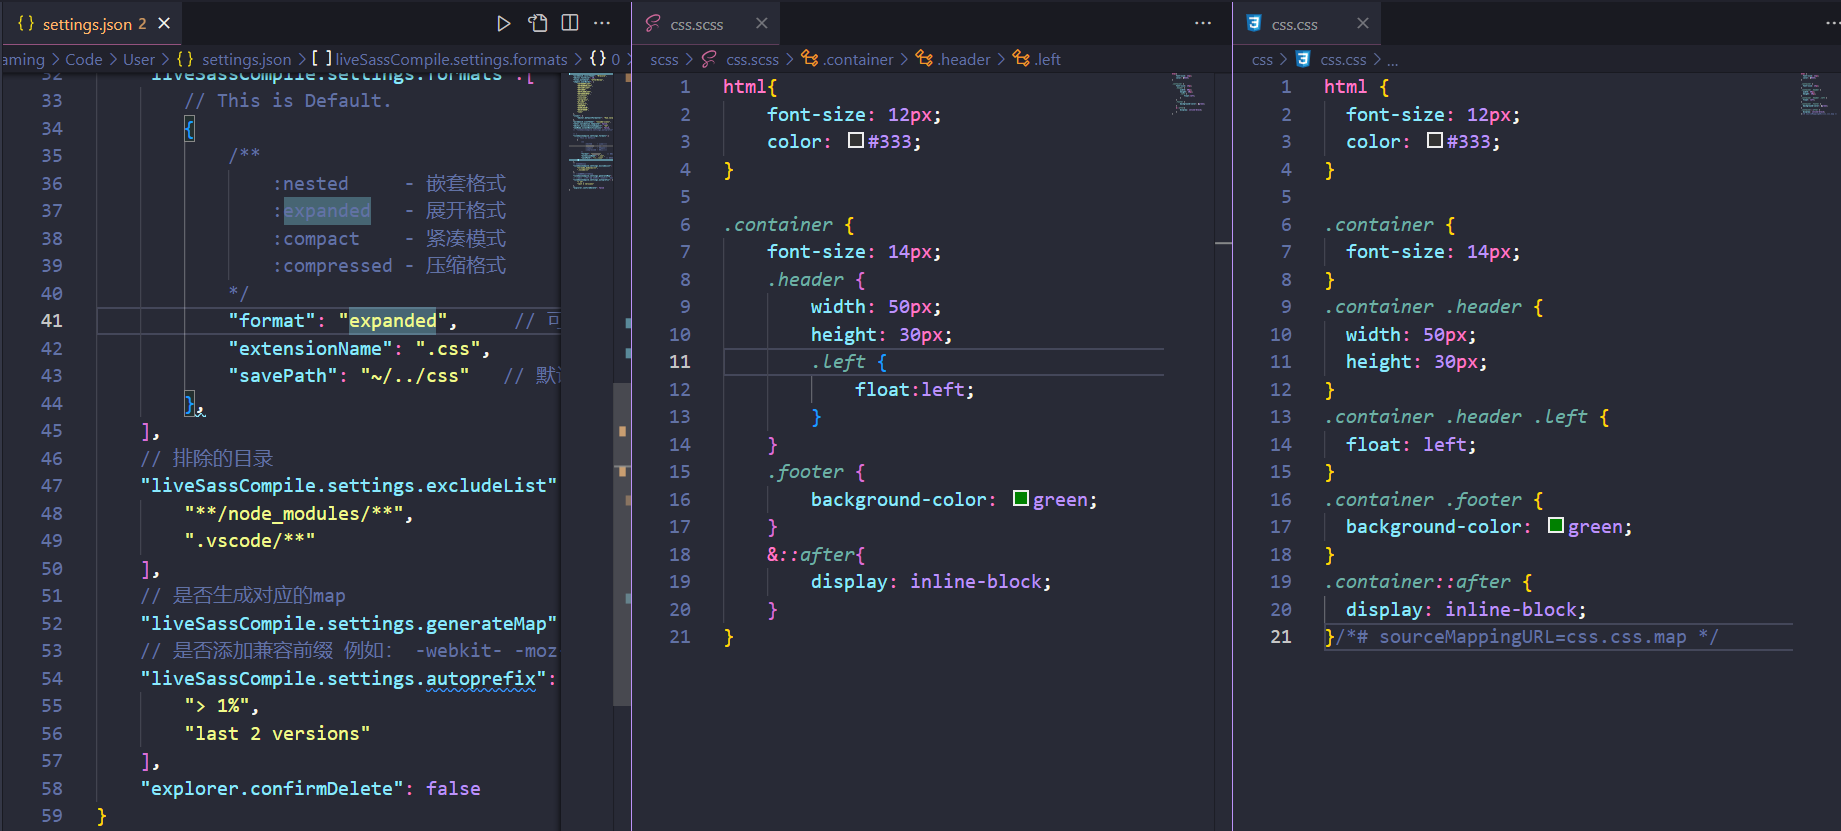 settings.json 2
aming > Code > User > {} settings.json > [ ] liveSassCompile.settings.formats > {} 0 >
32 "liveSassCompile.settings.formats":[
33 // This is Default.
34 {
35 /**
36 :nested - 嵌套格式
37 :expanded - 展开格式
38 :compact - 紧凑模式
39 :compressed - 压缩格式
40 */
41 "format": "expanded", // 可
42 "extensionName": ".css",
43 "savePath": "~/../css" // 默
44 },
45 ],
46 // 排除的目录
47 "liveSassCompile.settings.excludeList"
48 "**/node_modules/**",
49 ".vscode/**"
50 ],
51 // 是否生成对应的map
52 "liveSassCompile.settings.generateMap"
53 // 是否添加兼容前缀 例如： -webkit- -moz
54 "liveSassCompile.settings.autoprefix":
55 "> 1%",
56 "last 2 versions"
57 ],
58 "explorer.confirmDelete": false
59 }
css.scss
scss > css.scss > .container > .header > .left
1 html{
2 font-size: 12px;
3 color: #333;
4 }
5
6 .container {
7 font-size: 14px;
8 .header {
9 width: 50px;
10 height: 30px;
11 .left {
12 float:left;
13 }
14 }
15 .footer {
16 background-color: green;
17 }
18 &::after{
19 display: inline-block;
20 }
21 }
css.css
css > css.css > ...
1 html {
2 font-size: 12px;
3 color: #333;
4 }
5
6 .container {
7 font-size: 14px;
8 }
9 .container .header {
10 width: 50px;
11 height: 30px;
12 }
13 .container .header .left {
14 float: left;
15 }
16 .container .footer {
17 background-color: green;
18 }
19 .container::after {
20 display: inline-block;
21 }/*# sourceMappingURL=css.css.map */